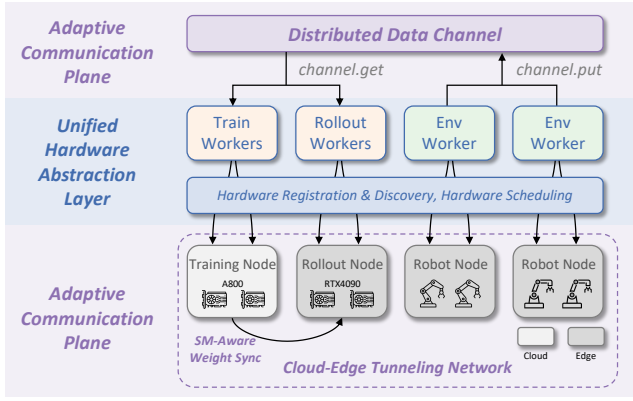 Adaptive
Communication
Plane
Distributed Data Channel
channel.get
channel.put
Unified
Hardware
Abstraction
Layer
Train
Workers
Rollout
Workers
Env
Worker
Env
Worker
Hardware Registration & Discovery, Hardware Scheduling
Adaptive
Communication
Plane
Training Node
A800
Rollout Node
RTX4090
Robot Node
Robot Node
SM-Aware
Weight Sync
Cloud-Edge Tunneling Network
Cloud
Edge